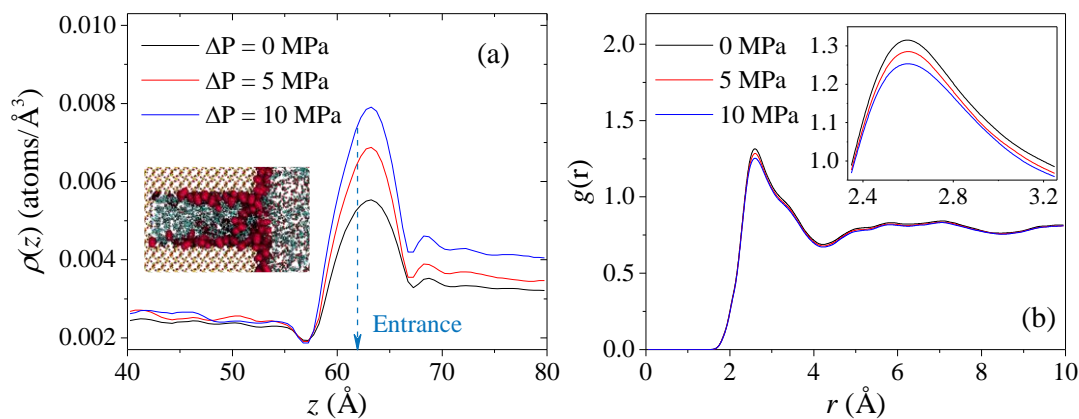 0.010
0.008
0.006
0.004
0.002
ρ(z) (atoms/Å³)
ΔP = 0 MPa
ΔP = 5 MPa
ΔP = 10 MPa
(a)
Entrance
40 50 60 70 80
z (Å)
2.0
1.5
1.0
0.5
0.0
g(r)
0 MPa
5 MPa
10 MPa
1.3
1.2
1.1
1.0
2.4 2.8 3.2
(b)
0 2 4 6 8 10
r (Å)